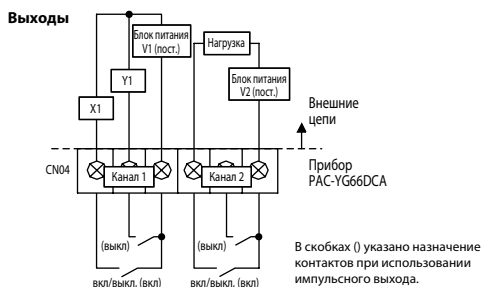 Выходы
Блок питания
V1 (пост.)
Нагрузка
Y1
Блок питания
V2 (пост.)
X1
Внешние
цепи
CN04
Канал 1
Канал 2
Прибор
PAC-YG66DCA
(выкл)
(выкл)
вкл/выкл. (вкл)
вкл/выкл. (вкл)
В скобках () указано назначение
контактов при использовании
импульсного выхода.